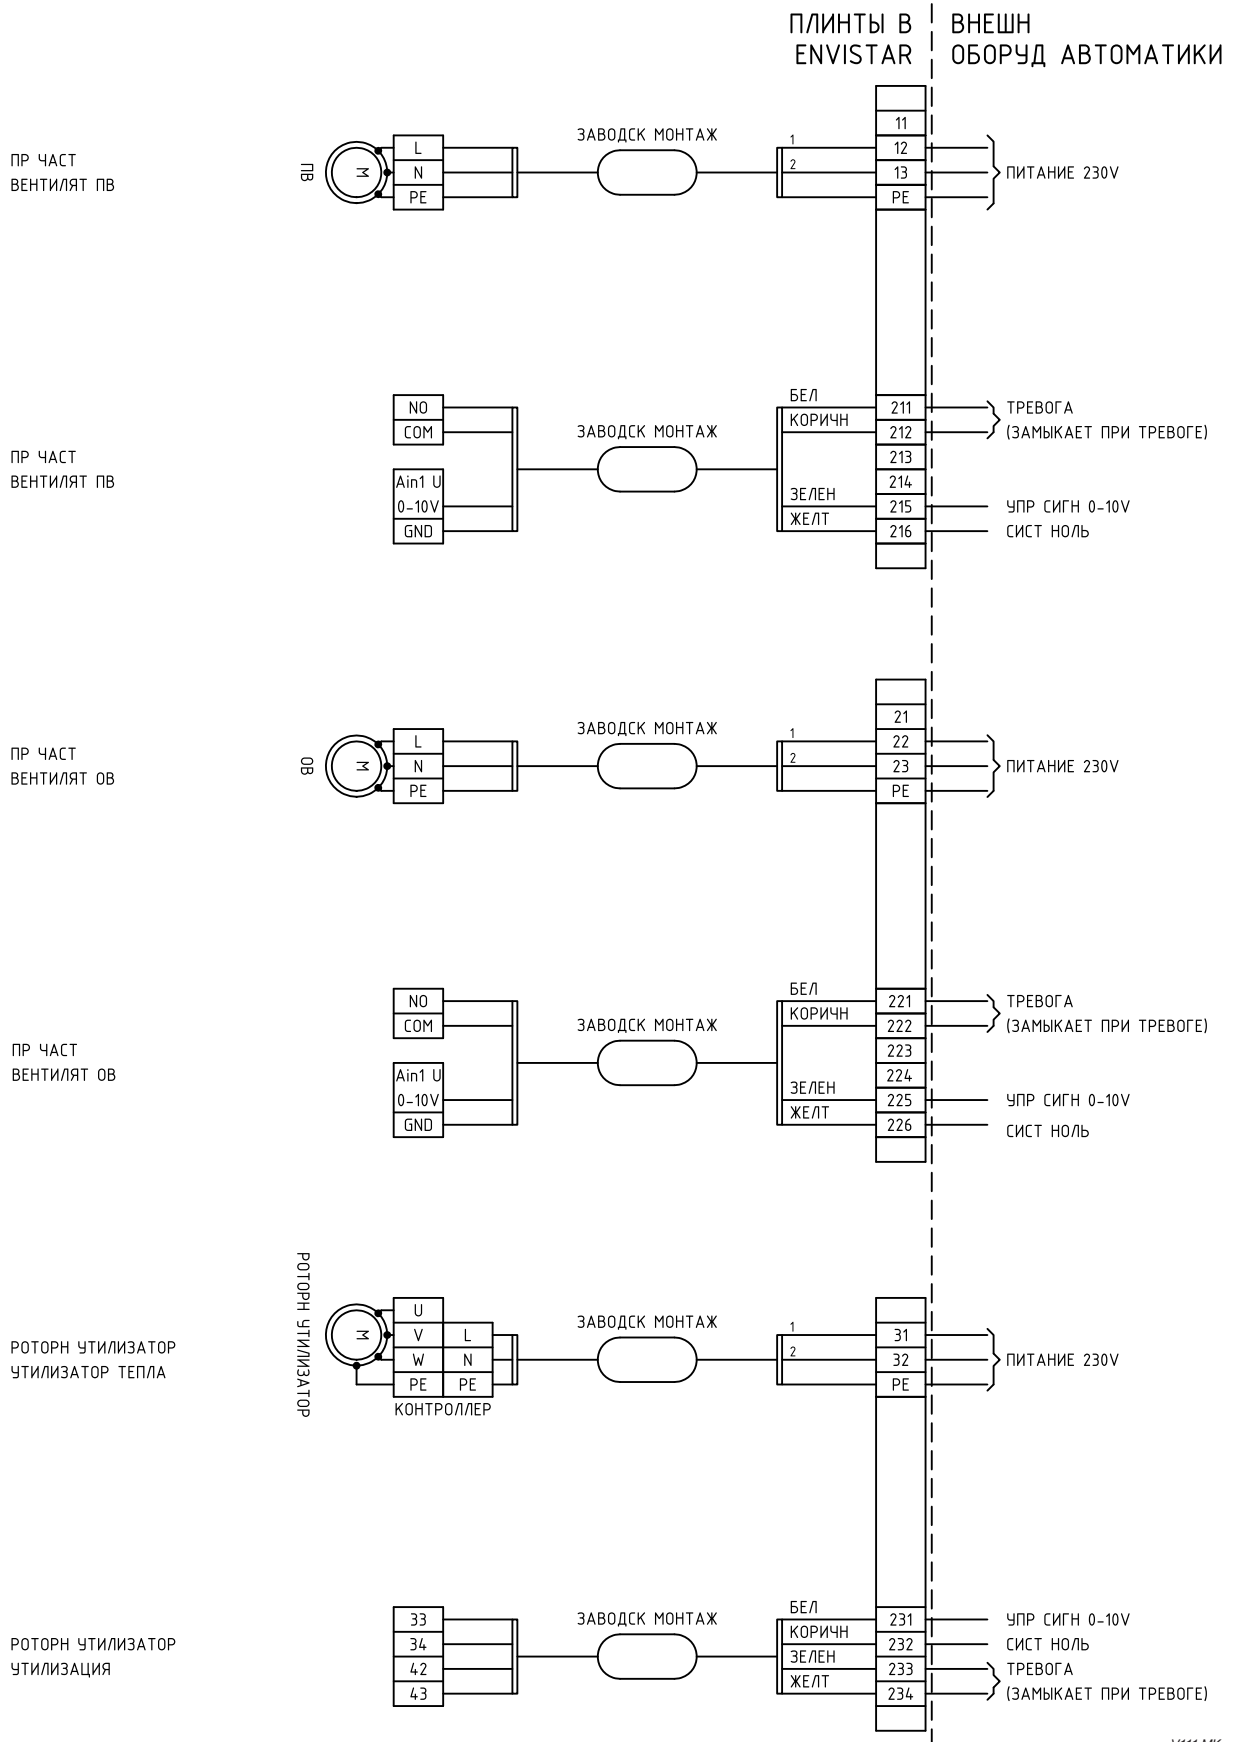 ПЛИНТЫ В
ENVISTAR
ВНЕШН
ОБОРУД АВТОМАТИКИ
ПР ЧАСТ
ВЕНТИЛЯТ ПВ
ПВ
M
L
N
PE
ЗАВОДСК МОНТАЖ
1
2
11
12
13
PE
ПИТАНИЕ 230V
ПР ЧАСТ
ВЕНТИЛЯТ ПВ
NO
COM
Ain1 U
0-10V
GND
ЗАВОДСК МОНТАЖ
БЕЛ
КОРИЧН
ЗЕЛЕН
ЖЕЛТ
211
212
213
214
215
216
ТРЕВОГА
(ЗАМЫКАЕТ ПРИ ТРЕВОГЕ)
УПР СИГН 0-10V
СИСТ НОЛЬ
ПР ЧАСТ
ВЕНТИЛЯТ ОВ
ОВ
M
L
N
PE
ЗАВОДСК МОНТАЖ
1
2
21
22
23
PE
ПИТАНИЕ 230V
ПР ЧАСТ
ВЕНТИЛЯТ ОВ
NO
COM
Ain1 U
0-10V
GND
ЗАВОДСК МОНТАЖ
БЕЛ
КОРИЧН
ЗЕЛЕН
ЖЕЛТ
221
222
223
224
225
226
ТРЕВОГА
(ЗАМЫКАЕТ ПРИ ТРЕВОГЕ)
УПР СИГН 0-10V
СИСТ НОЛЬ
РОТОРН УТИЛИЗАТОР
УТИЛИЗАТОР ТЕПЛА
РОТОРН УТИЛИЗАТОР
M
U
V L
W N
PE PE
КОНТРОЛЛЕР
ЗАВОДСК МОНТАЖ
1
2
31
32
PE
ПИТАНИЕ 230V
РОТОРН УТИЛИЗАТОР
УТИЛИЗАЦИЯ
33
34
42
43
ЗАВОДСК МОНТАЖ
БЕЛ
КОРИЧН
ЗЕЛЕН
ЖЕЛТ
231
232
233
234
УПР СИГН 0-10V
СИСТ НОЛЬ
ТРЕВОГА
(ЗАМЫКАЕТ ПРИ ТРЕВОГЕ)